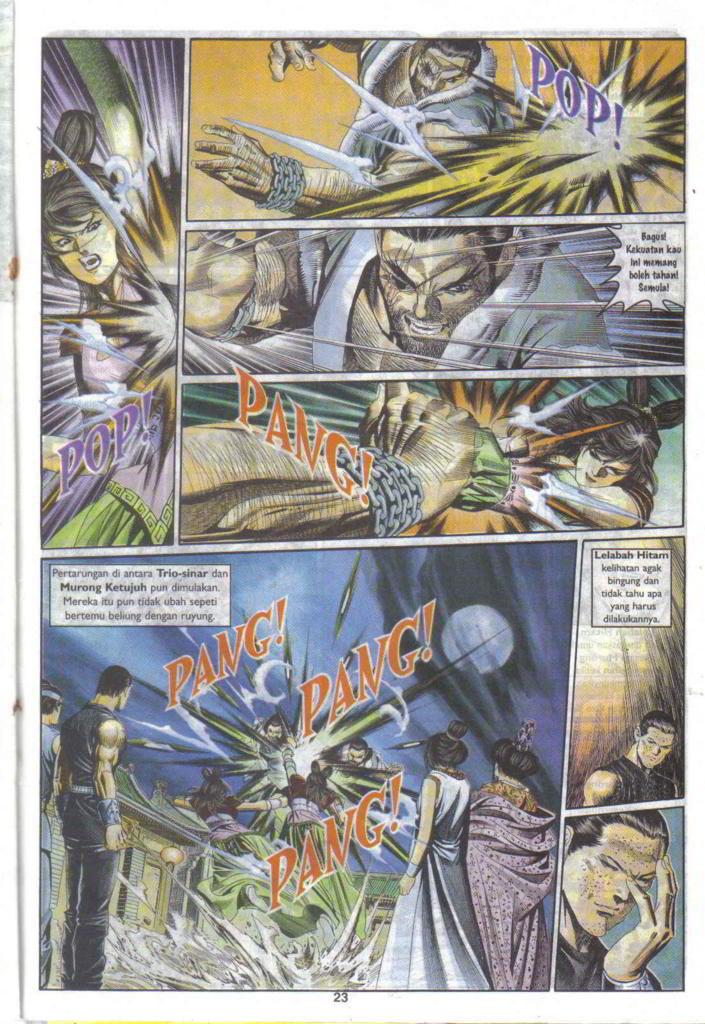 POP!
POP!
Bagus!
Kekuatan kau
ini memang
boleh tahan!
Semula!
PANG!
Pertarungan di antara Trio-sinar dan
Murong Ketujuh pun dimulakan.
Mereka itu pun tidak ubah sepeti
bertemu beliung dengan ruyung.
PANG!
PANG!
PANG!
Lelabah Hitam
kelihatan agak
bingung dan
tidak tahu apa
yang harus
dilakukannya.
23